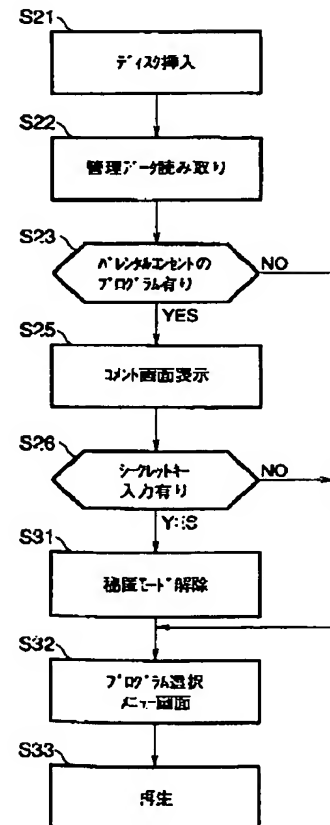 S21
ディスク挿入
S22
管理データ読み取り
S23
パレンタルコンセントの
プログラム有り
NO
YES
S25
コメント画面表示
S26
シークレットキー
入力有り
NO
YES
S31
秘匿モード解除
S32
プログラム選択
メニュー画面
S33
再生